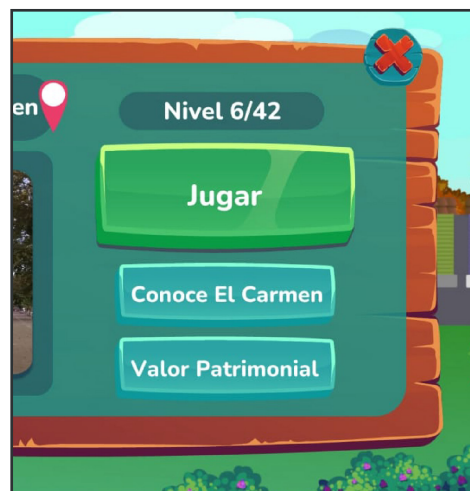 en
Nivel 6/42
Jugar
Conoce El Carmen
Valor Patrimonial